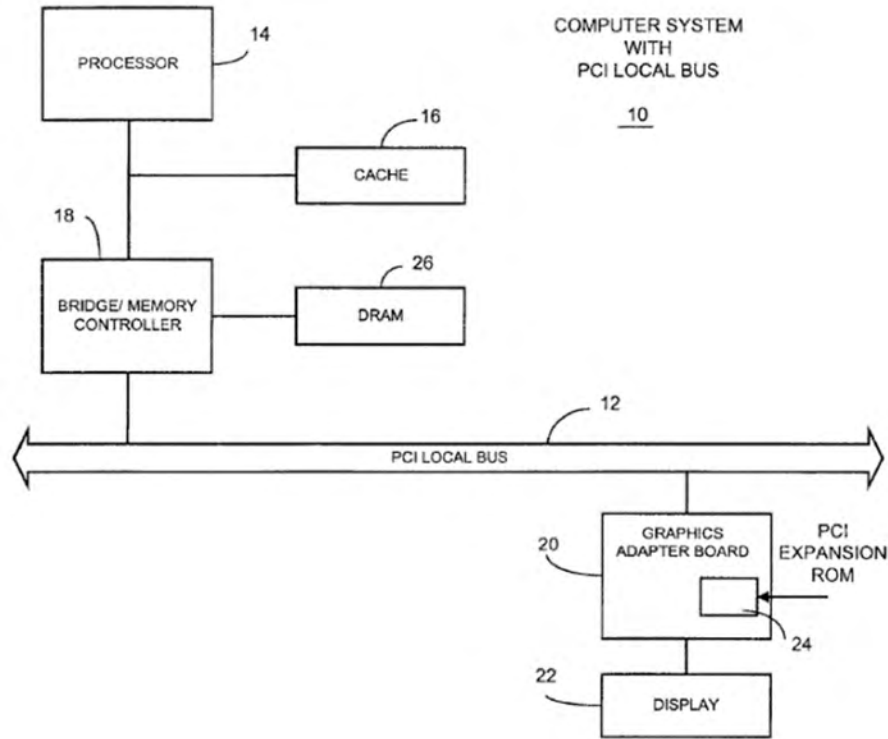 COMPUTER SYSTEM
WITH
PCI LOCAL BUS
10
14
PROCESSOR
16
CACHE
18
BRIDGE/ MEMORY
CONTROLLER
26
DRAM
12
PCI LOCAL BUS
20
GRAPHICS
ADAPTER BOARD
PCI
EXPANSION
ROM
24
22
DISPLAY